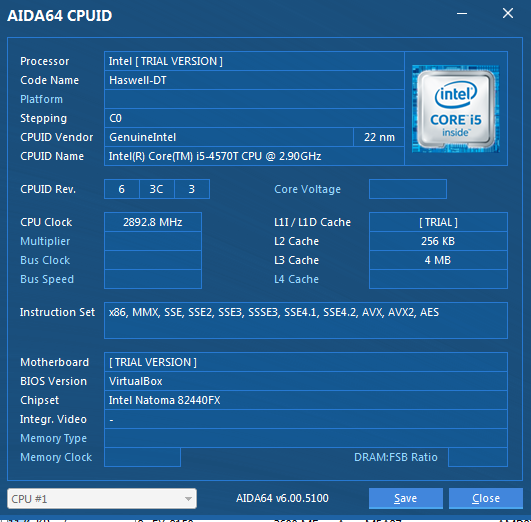 AIDA64 CPUID
Processor Intel [ TRIAL VERSION ]
Code Name Haswell-DT
Platform
Stepping C0
CPUID Vendor GenuineIntel 22 nm
CPUID Name Intel(R) Core(TM) i5-4570T CPU @ 2.90GHz
intel
CORE i5
inside™
CPUID Rev. 6 3C 3 Core Voltage
CPU Clock 2892.8 MHz L1I / L1D Cache [ TRIAL ]
Multiplier L2 Cache 256 KB
Bus Clock L3 Cache 4 MB
Bus Speed L4 Cache
Instruction Set x86, MMX, SSE, SSE2, SSE3, SSSE3, SSE4.1, SSE4.2, AVX, AVX2, AES
Motherboard [ TRIAL VERSION ]
BIOS Version VirtualBox
Chipset Intel Natoma 82440FX
Integr. Video -
Memory Type
Memory Clock DRAM:FSB Ratio
CPU #1 AIDA64 v6.00.5100 Save Close